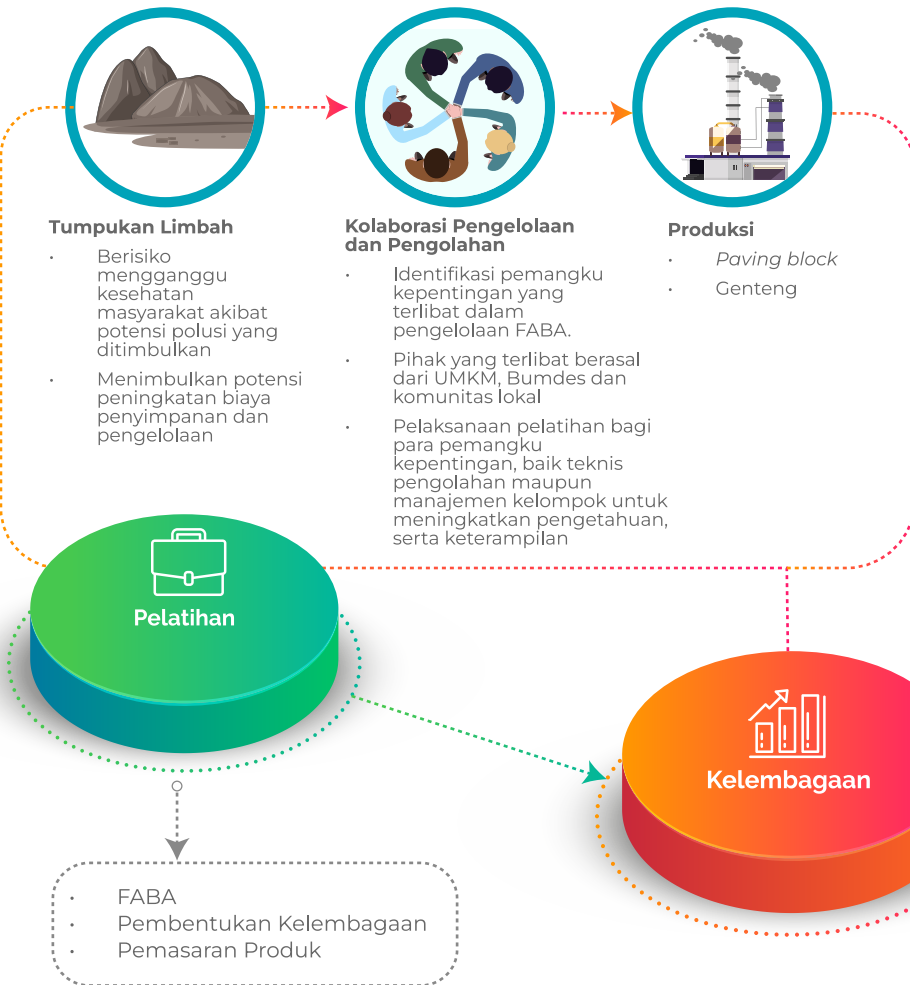 Tumpukan Limbah
• Berisiko
mengganggu
kesehatan
masyarakat akibat
potensi polusi yang
ditimbulkan
• Menimbulkan potensi
peningkatan biaya
penyimpanan dan
pengelolaan
Kolaborasi Pengelolaan
dan Pengolahan
• Identifikasi pemangku
kepentingan yang
terlibat dalam
pengelolaan FABA.
• Pihak yang terlibat berasal
dari UMKM, Bumdes dan
komunitas lokal
• Pelaksanaan pelatihan bagi
para pemangku
kepentingan, baik teknis
pengolahan maupun
manajemen kelompok untuk
meningkatkan pengetahuan,
serta keterampilan
Produksi
• Paving block
• Genteng
Pelatihan
Kelembagaan
• FABA
• Pembentukan Kelembagaan
• Pemasaran Produk